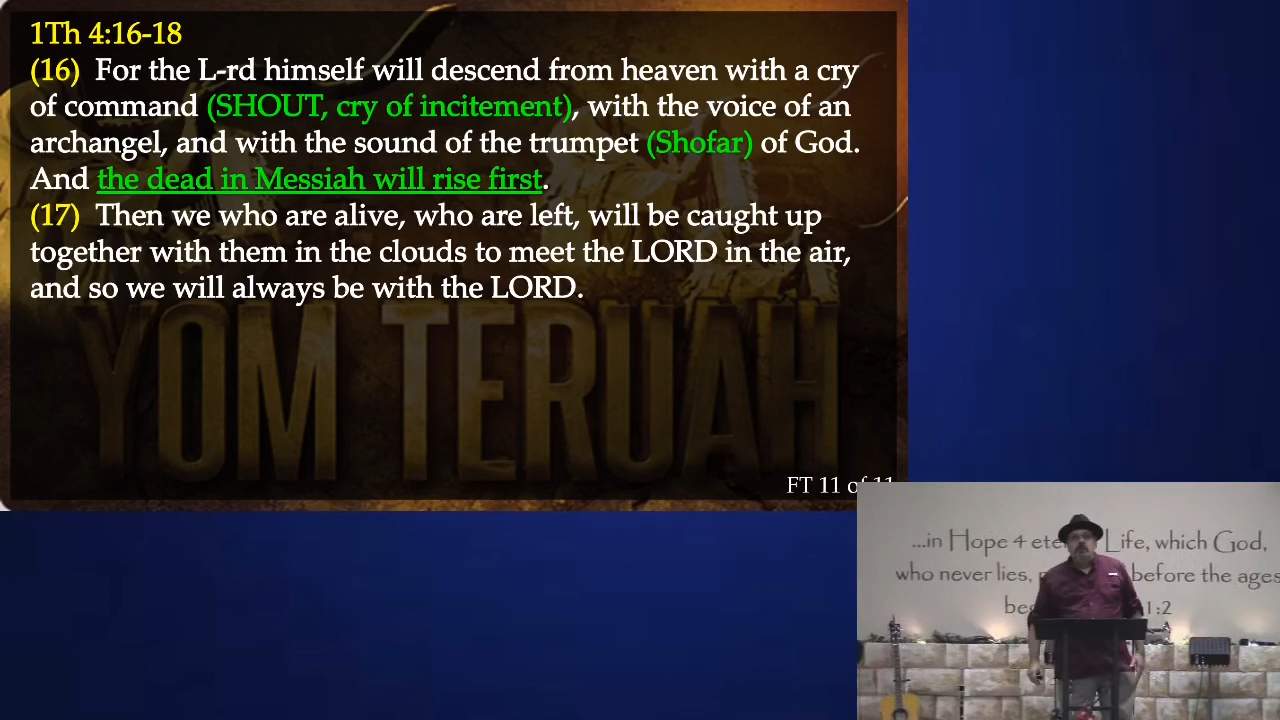 1Th 4:16-18
(16) For the L-rd himself will descend from heaven with a cry
of command (SHOUT, cry of incitement), with the voice of an
archangel, and with the sound of the trumpet (Shofar) of God.
And the dead in Messiah will rise first.
(17) Then we who are alive, who are left, will be caught up
together with them in the clouds to meet the LORD in the air,
and so we will always be with the LORD.
YOM TERUAH
FT 11 of 11
...in Hope 4 Life, which God,
who never lies, before the ages
1:2